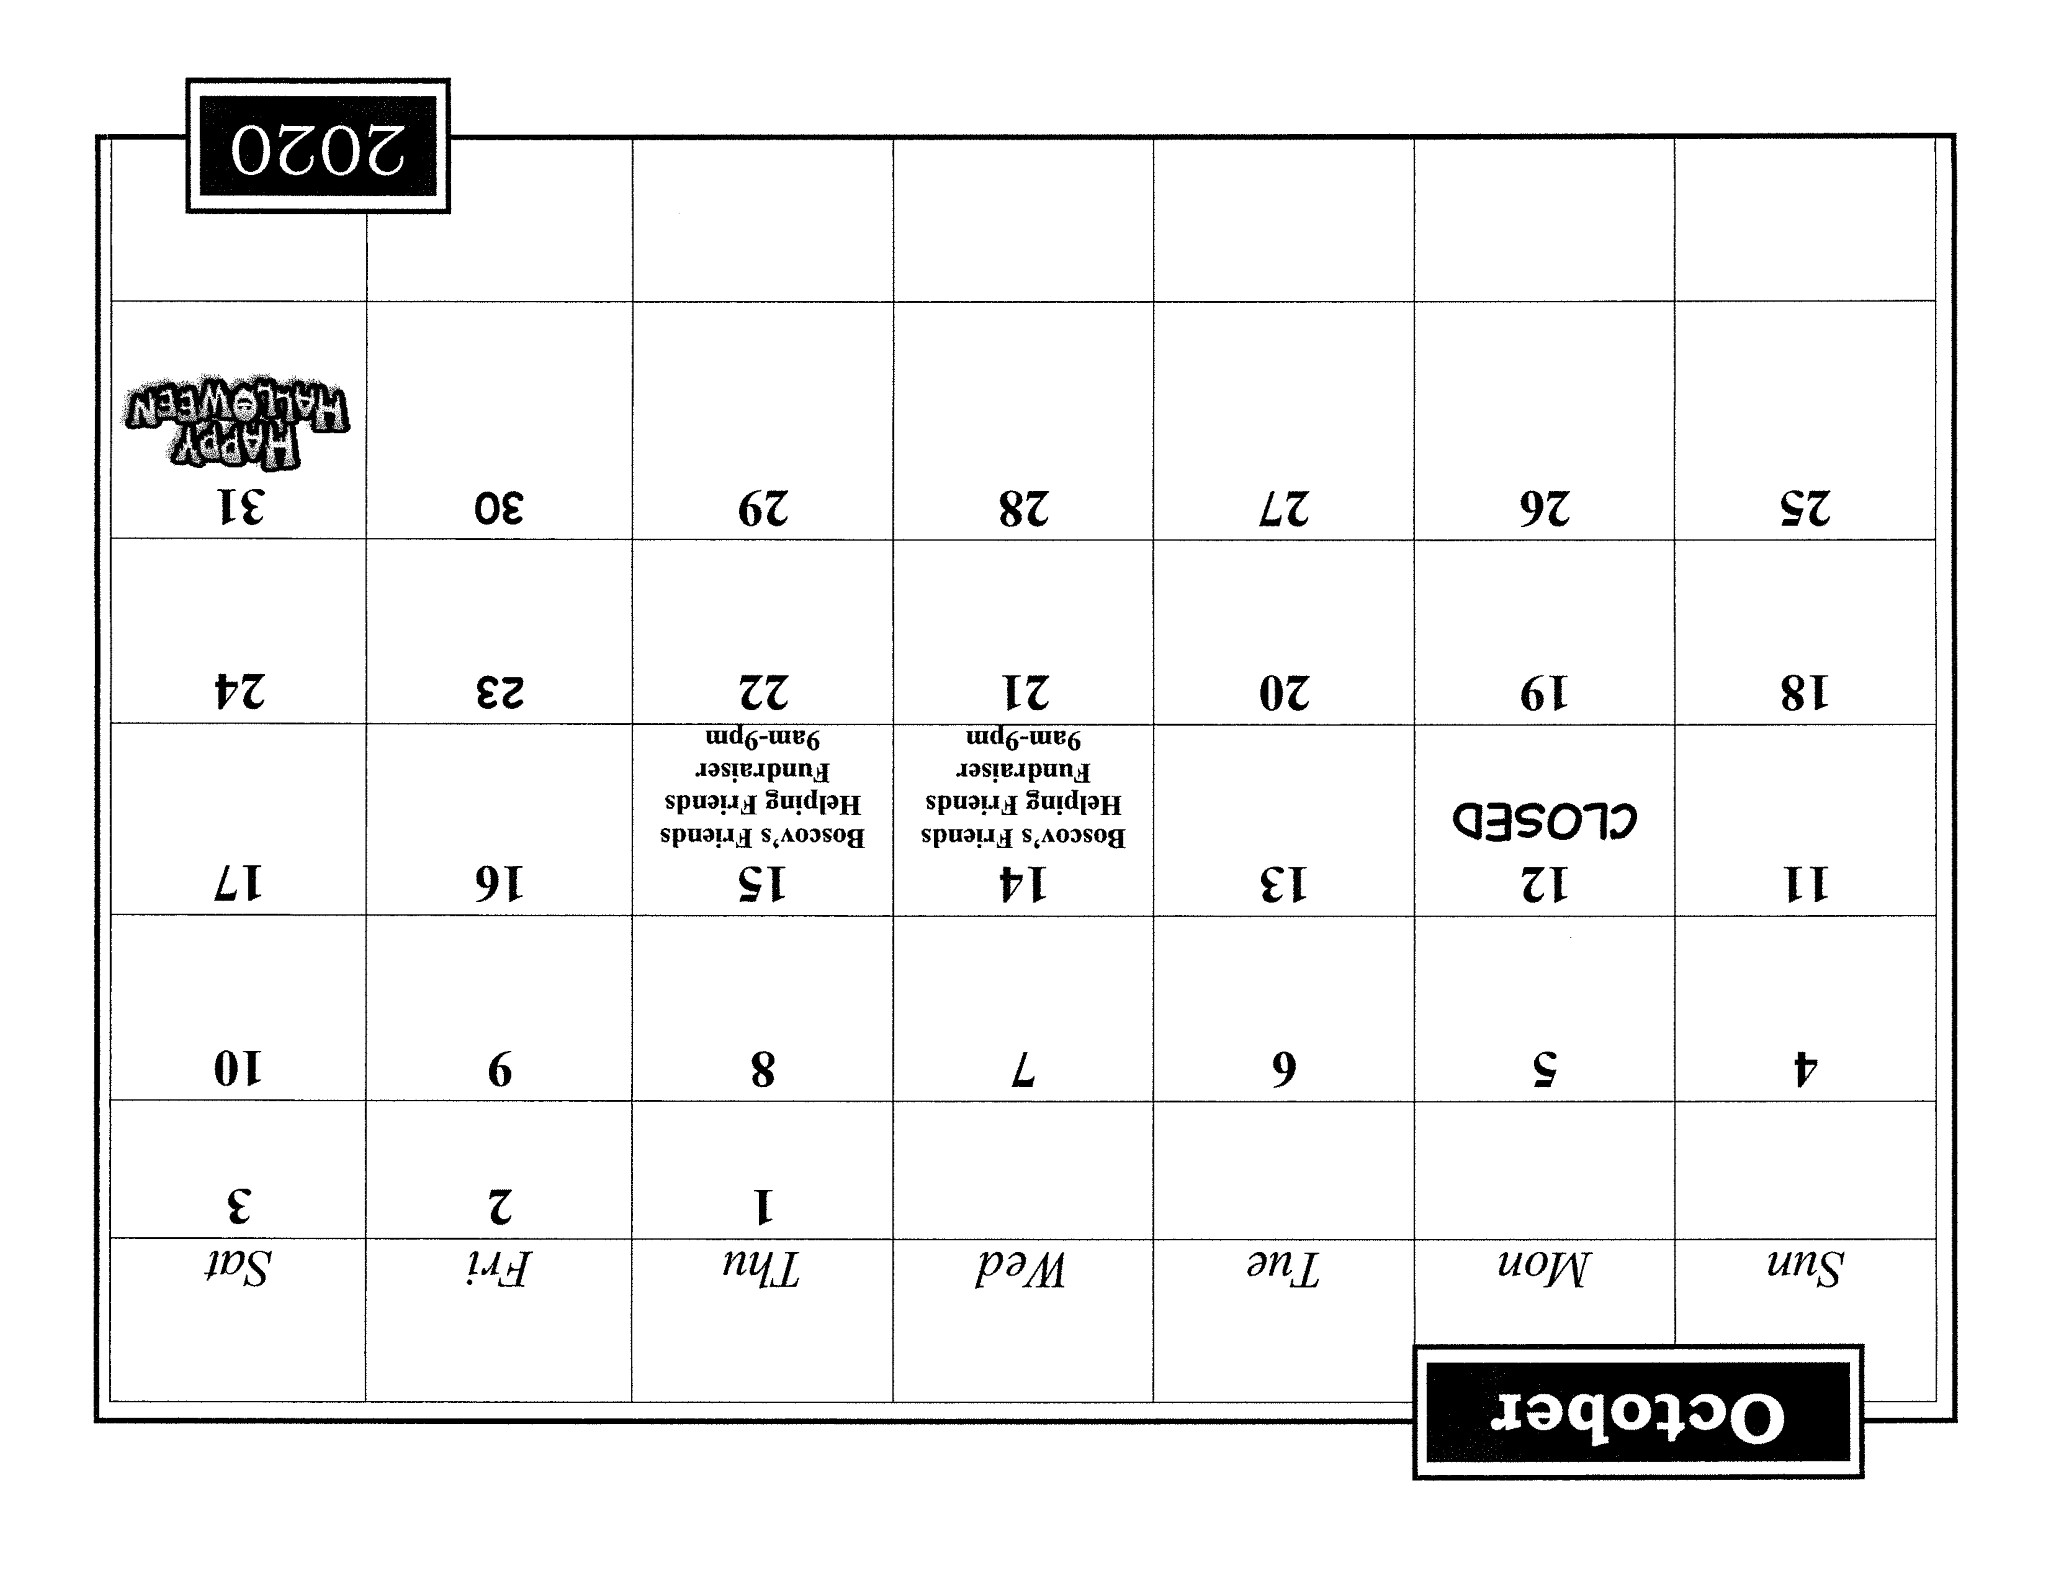 October
Sun Mon Tue Wed Thu Fri Sat
1 2 3
4 5 6 7 8 9 10
11 12 13 14 15 16 17
CLOSED
Boscov's Friends
Helping Friends
Fundraiser
9am-9pm
Boscov's Friends
Helping Friends
Fundraiser
9am-9pm
18 19 20 21 22 23 24
25 26 27 28 29 30 31
HAPPY
HALLOWEEN
2020